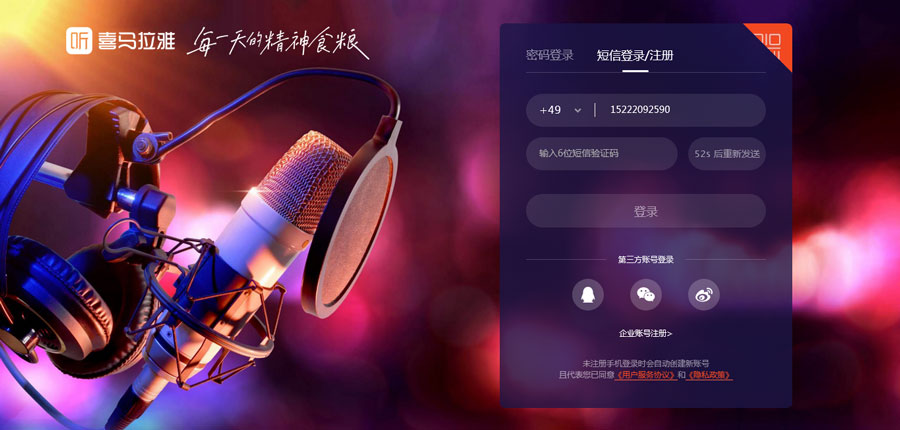 听 喜马拉雅 每一天的精神食粮
密码登录 短信登录/注册
+49 15222092590
输入6位短信验证码 52s 后重新发送
登录
第三方账号登录
企业账号注册>
未注册手机登录时会自动创建新账号
且代表您已同意《用户服务协议》和《隐私政策》